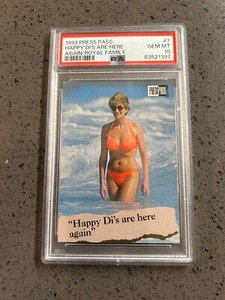 1993 PRESS PASS #7
HAPPY DI'S ARE HERE GEM MT
AGAIN-ROYAL FAMILY 10
PSA 83521397
"Happy Di's are here
again"